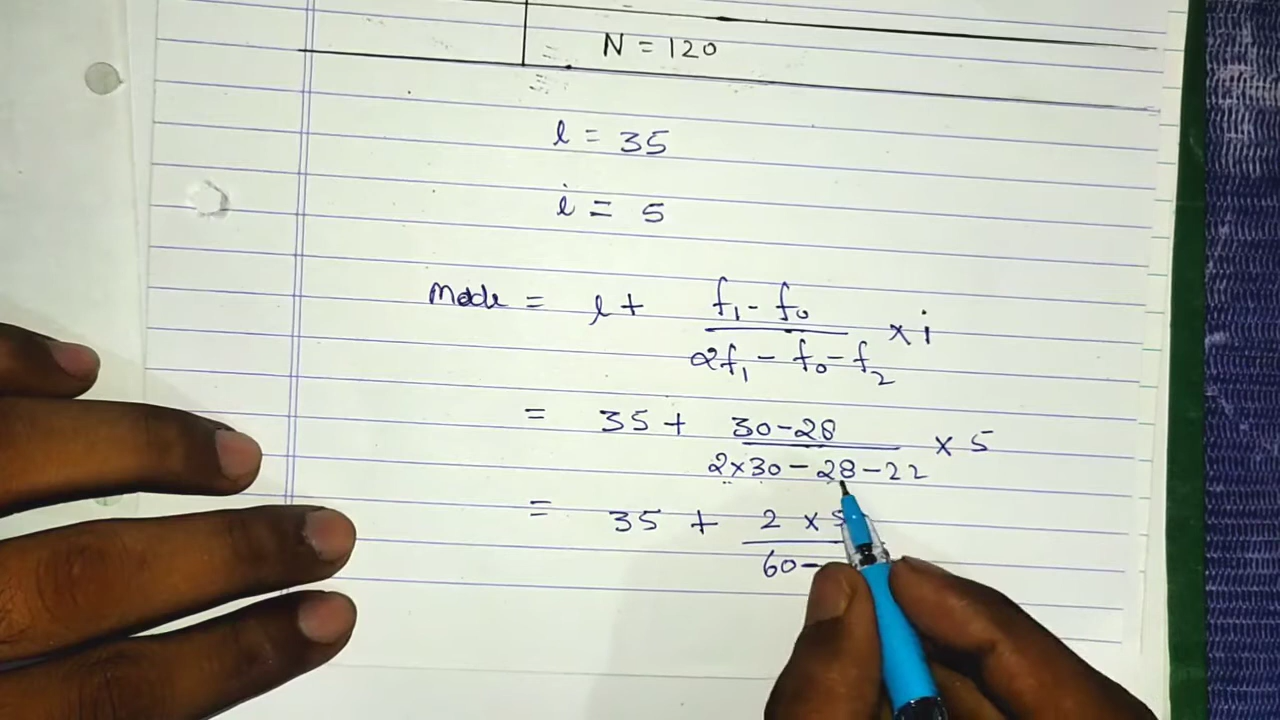 N = 120
l = 35
i = 5
Mode = l + f₁ - f₀ / 2f₁ - f₀ - f₂ × i
= 35 + 30-28 / 2×30 - 28 - 22 × 5
= 35 + 2 × 5 / 60 -